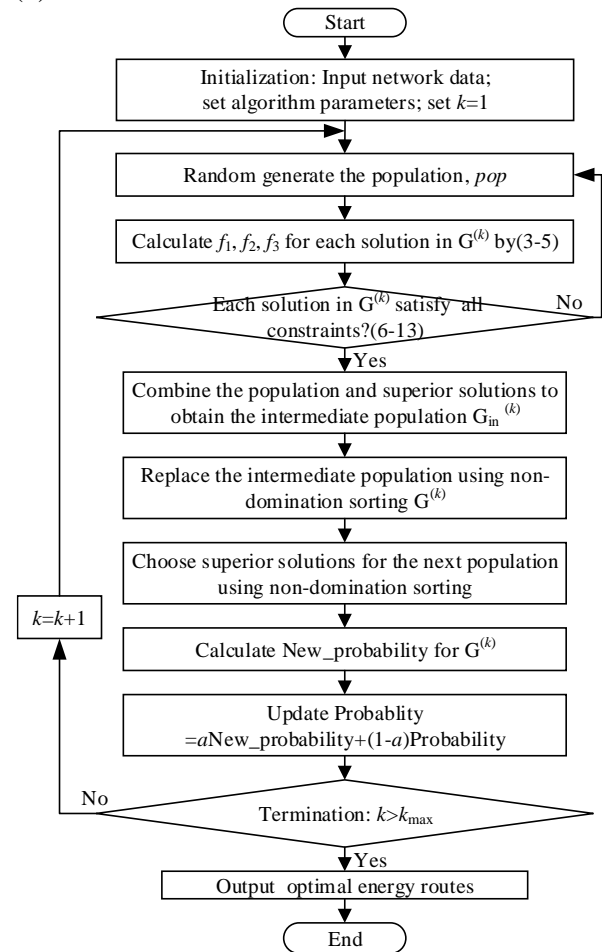 Start
Initialization: Input network data;
set algorithm parameters; set k=1
Random generate the population, pop
Calculate f₁, f₂, f₃ for each solution in G⁽ᵏ⁾ by(3-5)
Each solution in G⁽ᵏ⁾ satisfy all
constraints?(6-13)
No
Yes
Combine the population and superior solutions to
obtain the intermediate population Gin ⁽ᵏ⁾
Replace the intermediate population using non-
domination sorting G⁽ᵏ⁾
Choose superior solutions for the next population
using non-domination sorting
k=k+1
Calculate New_probability for G⁽ᵏ⁾
Update Probablity
=aNew_probability+(1-a)Probability
No
Termination: k>kmax
Yes
Output optimal energy routes
End